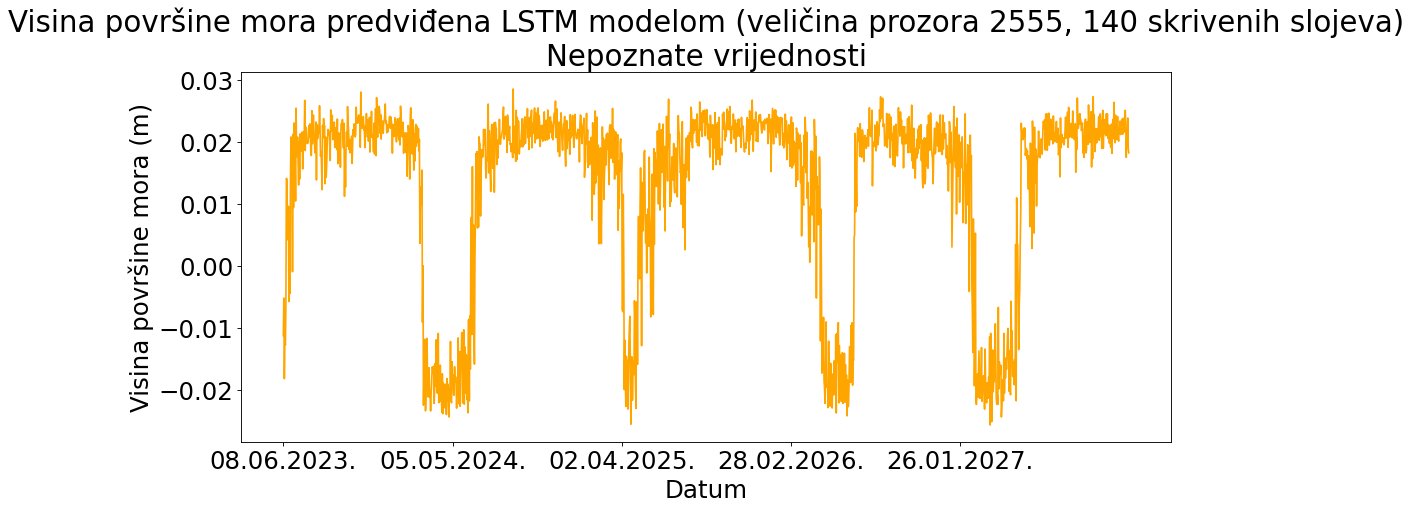 Visina površine mora predviđena LSTM modelom (veličina prozora 2555, 140 skrivenih slojeva)
Nepoznate vrijednosti
Visina površine mora (m)
0.03
0.02
0.01
0.00
−0.01
−0.02
08.06.2023. 05.05.2024. 02.04.2025. 28.02.2026. 26.01.2027.
Datum